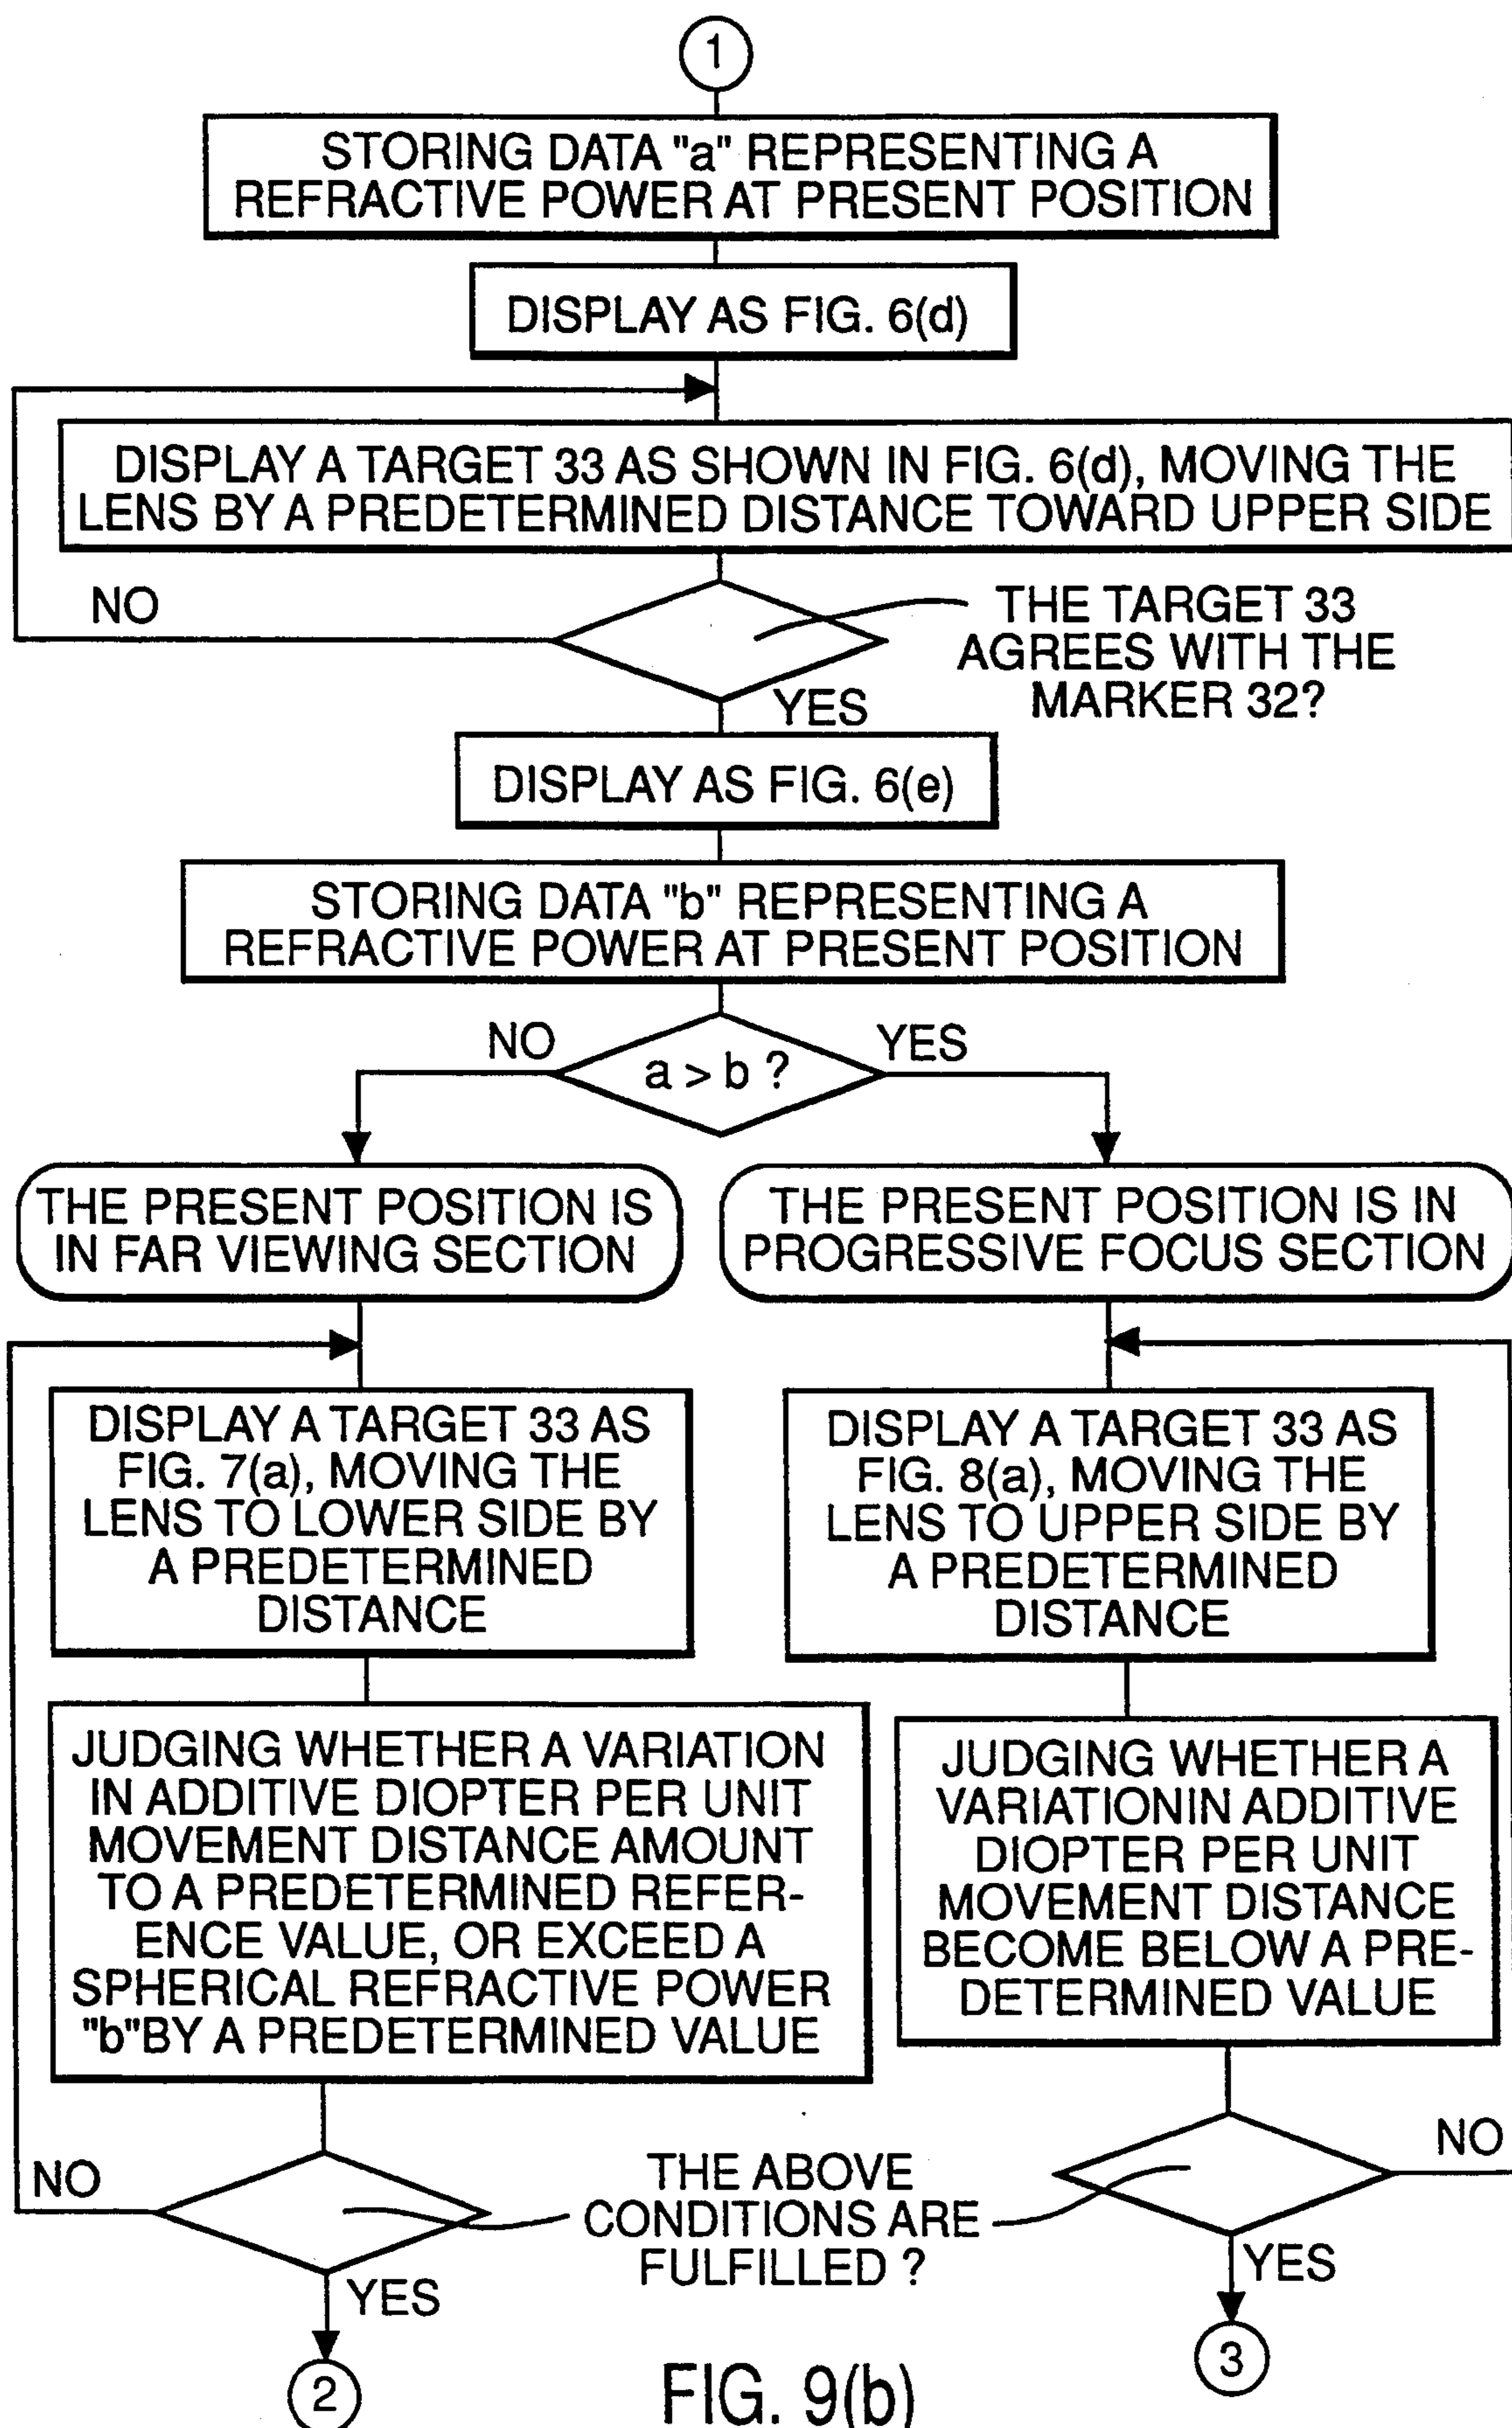 1
STORING DATA "a" REPRESENTING A
REFRACTIVE POWER AT PRESENT POSITION
DISPLAY AS FIG. 6(d)
DISPLAY A TARGET 33 AS SHOWN IN FIG. 6(d), MOVING THE
LENS BY A PREDETERMINED DISTANCE TOWARD UPPER SIDE
NO
THE TARGET 33
AGREES WITH THE
MARKER 32?
YES
DISPLAY AS FIG. 6(e)
STORING DATA "b" REPRESENTING A
REFRACTIVE POWER AT PRESENT POSITION
NO
a > b ?
YES
THE PRESENT POSITION IS
IN FAR VIEWING SECTION
THE PRESENT POSITION IS IN
PROGRESSIVE FOCUS SECTION
DISPLAY A TARGET 33 AS
FIG. 7(a), MOVING THE
LENS TO LOWER SIDE BY
A PREDETERMINED
DISTANCE
DISPLAY A TARGET 33 AS
FIG. 8(a), MOVING THE
LENS TO UPPER SIDE BY
A PREDETERMINED
DISTANCE
JUDGING WHETHER A VARIATION
IN ADDITIVE DIOPTER PER UNIT
MOVEMENT DISTANCE AMOUNT
TO A PREDETERMINED REFER-
ENCE VALUE, OR EXCEED A
SPHERICAL REFRACTIVE POWER
"b"BY A PREDETERMINED VALUE
JUDGING WHETHER A
VARIATIONIN ADDITIVE
DIOPTER PER UNIT
MOVEMENT DISTANCE
BECOME BELOW A PRE-
DETERMINED VALUE
NO
THE ABOVE
CONDITIONS ARE
FULFILLED ?
NO
YES
YES
2
3
FIG. 9(b)